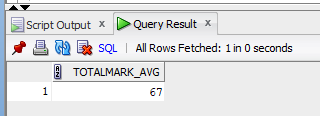 Script Output x Query Result x
SQL | All Rows Fetched: 1 in 0 seconds
TOTALMARK_AVG
1 67